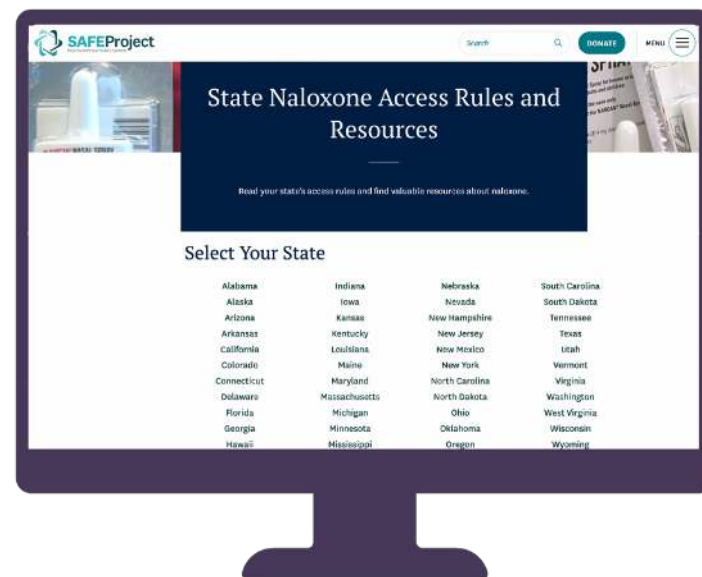 SAFEProject
Search
DONATE
MENU
State Naloxone Access Rules and
Resources
Read your state's access rules and find valuable resources about naloxone.
Select Your State
Alabama Indiana Nebraska South Carolina
Alaska Iowa Nevada South Dakota
Arizona Kansas New Hampshire Tennessee
Arkansas Kentucky New Jersey Texas
California Louisiana New Mexico Utah
Colorado Maine New York Vermont
Connecticut Maryland North Carolina Virginia
Delaware Massachusetts North Dakota Washington
Florida Michigan Ohio West Virginia
Georgia Minnesota Oklahoma Wisconsin
Hawaii Mississippi Oregon Wyoming